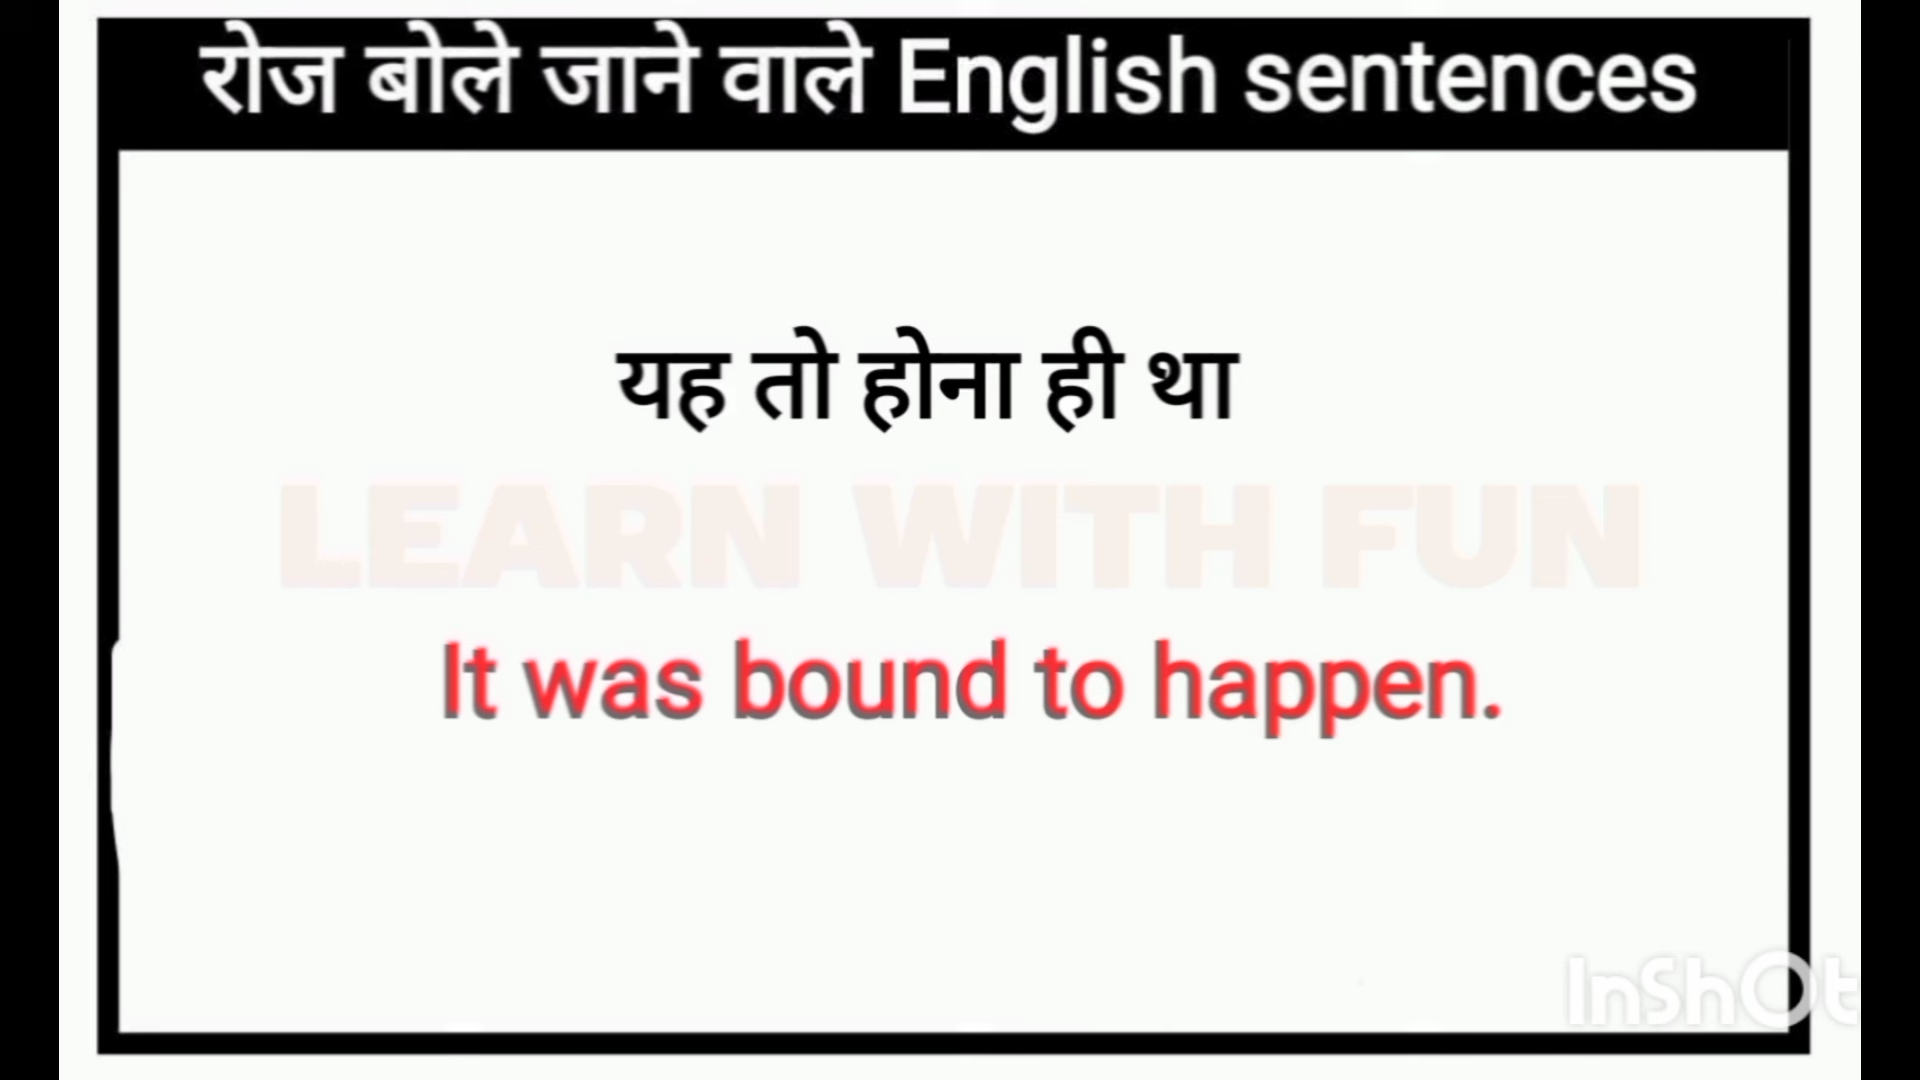 रोज बोले जाने वाले English sentences
यह तो होना ही था
LEARN WITH FUN
It was bound to happen.
InShOt